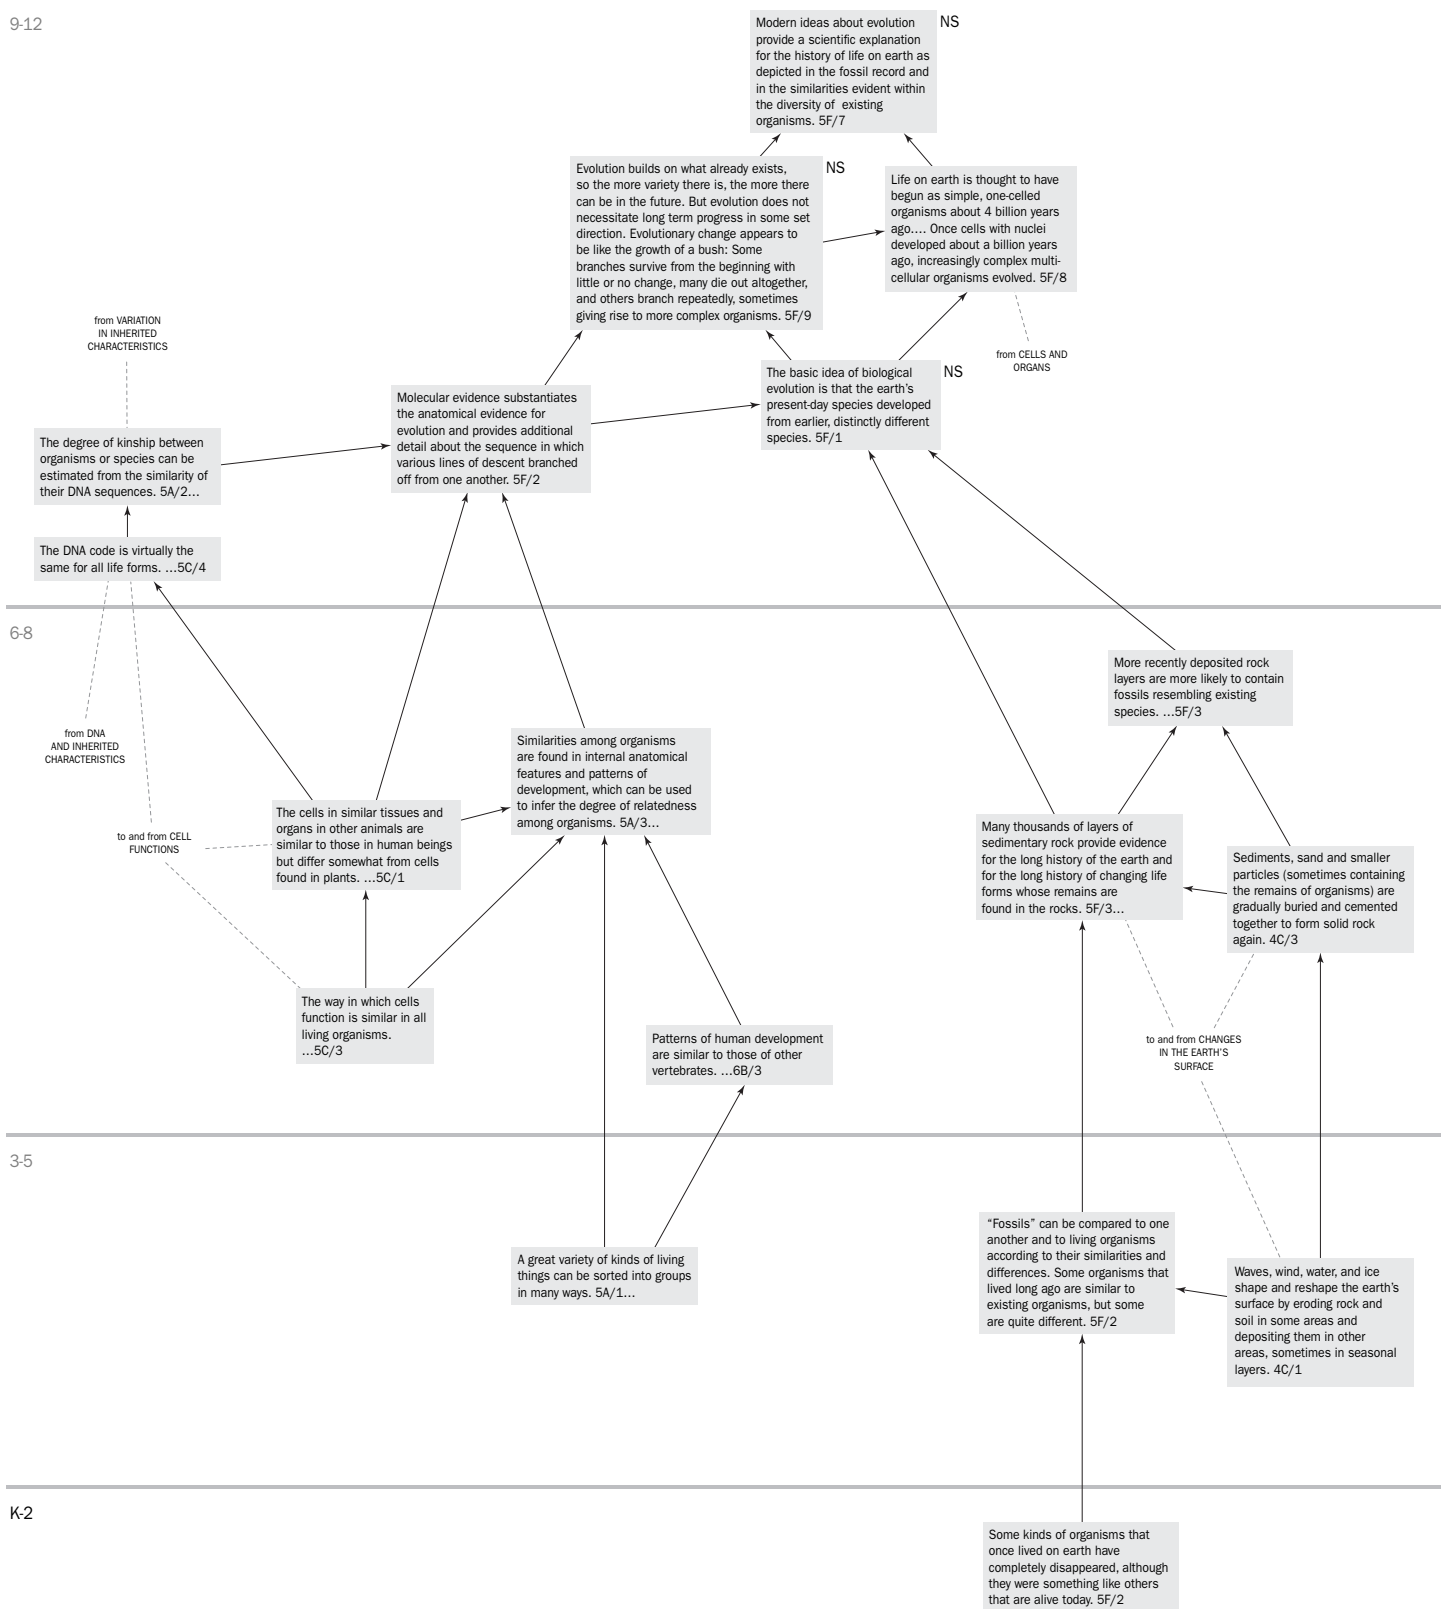 9-12
Modern ideas about evolution
provide a scientific explanation
for the history of life on earth as
depicted in the fossil record and
in the similarities evident within
the diversity of existing
organisms. 5F/7
NS
Evolution builds on what already exists,
so the more variety there is, the more there
can be in the future. But evolution does not
necessitate long term progress in some set
direction. Evolutionary change appears to
be like the growth of a bush: Some
branches survive from the beginning with
little or no change, many die out altogether,
and others branch repeatedly, sometimes
giving rise to more complex organisms. 5F/9
NS
Life on earth is thought to have
begun as simple, one-celled
organisms about 4 billion years
ago.... Once cells with nuclei
developed about a billion years
ago, increasingly complex multi-
cellular organisms evolved. 5F/8
from VARIATION
IN INHERITED
CHARACTERISTICS
from CELLS AND
ORGANS
The basic idea of biological
evolution is that the earth's
present-day species developed
from earlier, distinctly different
species. 5F/1
NS
Molecular evidence substantiates
the anatomical evidence for
evolution and provides additional
detail about the sequence in which
various lines of descent branched
off from one another. 5F/2
The degree of kinship between
organisms or species can be
estimated from the similarity of
their DNA sequences. 5A/2...
The DNA code is virtually the
same for all life forms. ...5C/4
6-8
More recently deposited rock
layers are more likely to contain
fossils resembling existing
species. ...5F/3
from DNA
AND INHERITED
CHARACTERISTICS
Similarities among organisms
are found in internal anatomical
features and patterns of
development, which can be used
to infer the degree of relatedness
among organisms. 5A/3...
The cells in similar tissues and
organs in other animals are
similar to those in human beings
but differ somewhat from cells
found in plants. ...5C/1
to and from CELL
FUNCTIONS
Many thousands of layers of
sedimentary rock provide evidence
for the long history of the earth and
for the long history of changing life
forms whose remains are
found in the rocks. 5F/3...
Sediments, sand and smaller
particles (sometimes containing
the remains of organisms) are
gradually buried and cemented
together to form solid rock
again. 4C/3
The way in which cells
function is similar in all
living organisms.
...5C/3
Patterns of human development
are similar to those of other
vertebrates. ...6B/3
to and from CHANGES
IN THE EARTH'S
SURFACE
3-5
A great variety of kinds of living
things can be sorted into groups
in many ways. 5A/1...
“Fossils” can be compared to one
another and to living organisms
according to their similarities and
differences. Some organisms that
lived long ago are similar to
existing organisms, but some
are quite different. 5F/2
Waves, wind, water, and ice
shape and reshape the earth's
surface by eroding rock and
soil in some areas and
depositing them in other
areas, sometimes in seasonal
layers. 4C/1
K-2
Some kinds of organisms that
once lived on earth have
completely disappeared, although
they were something like others
that are alive today. 5F/2